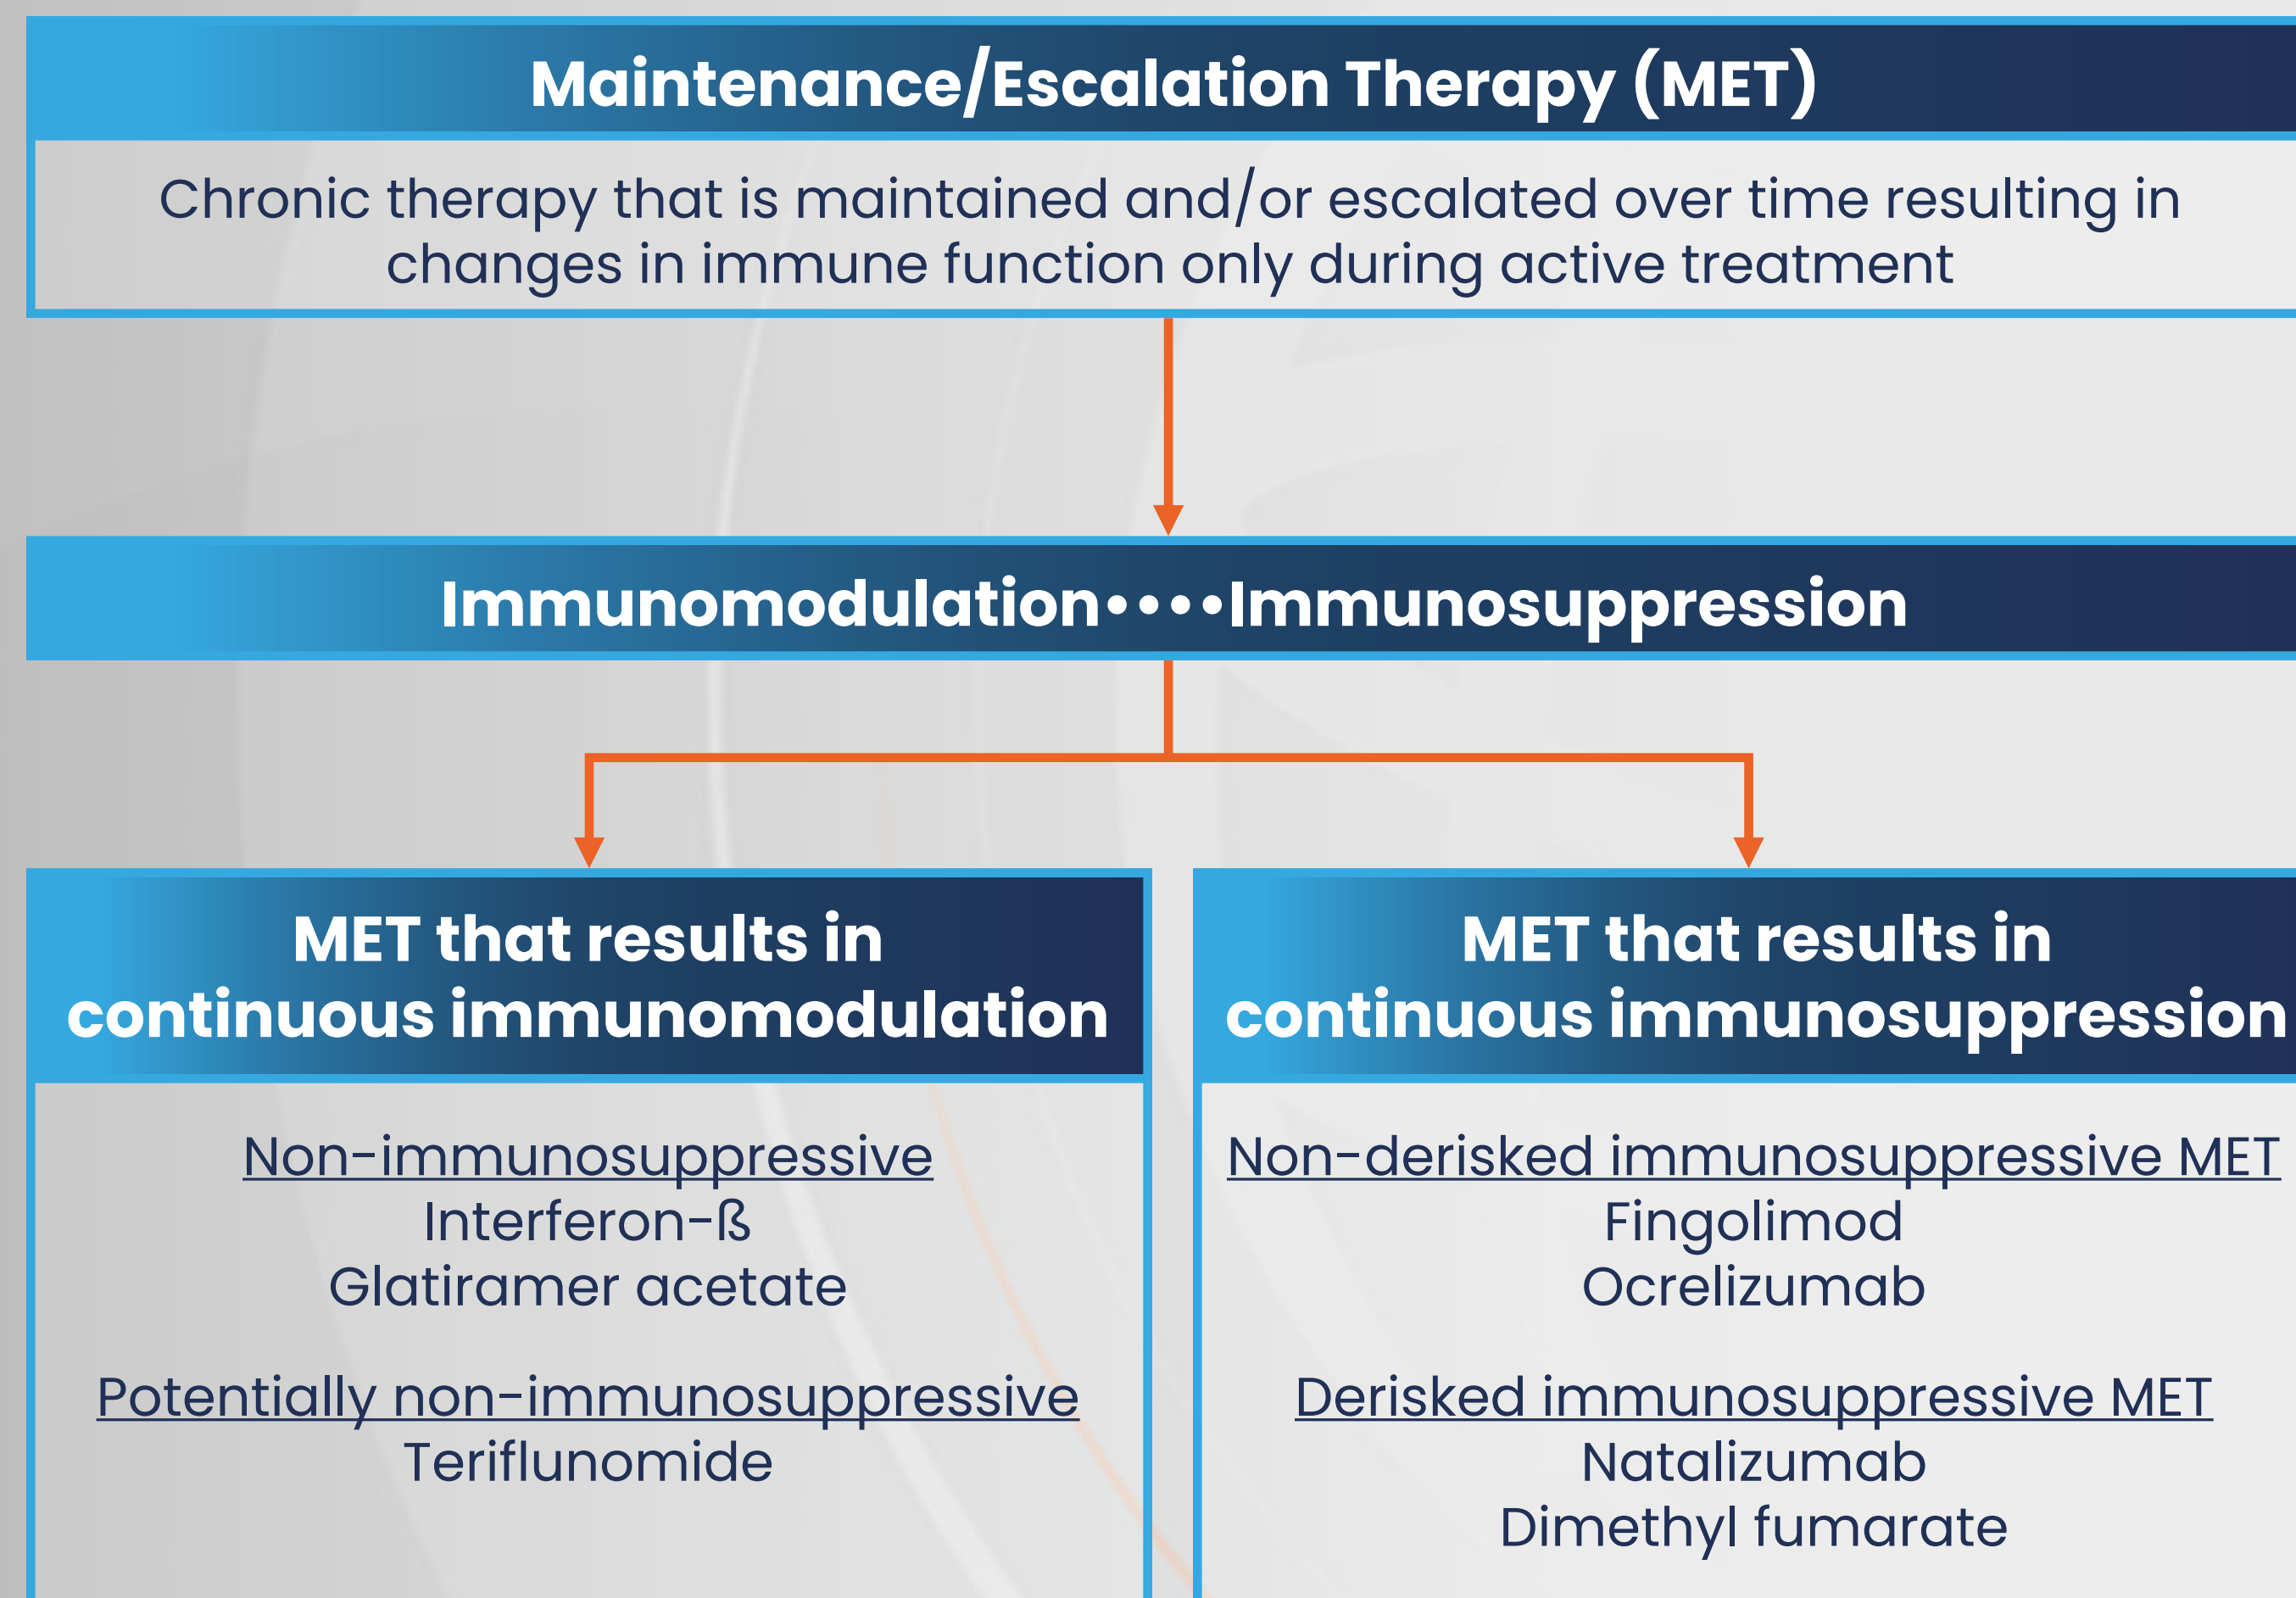 Maintenance/Escalation Therapy (MET)
Chronic therapy that is maintained and/or escalated over time resulting in
changes in immune function only during active treatment
Immunomodulation••••Immunosuppression
MET that results in
continuous immunomodulation
Non-immunosuppressive
Interferon-ß
Glatiramer acetate
Potentially non-immunosuppressive
Teriflunomide
MET that results in
continuous immunosuppression
Non-derisked immunosuppressive MET
Fingolimod
Ocrelizumab
Derisked immunosuppressive MET
Natalizumab
Dimethyl fumarate